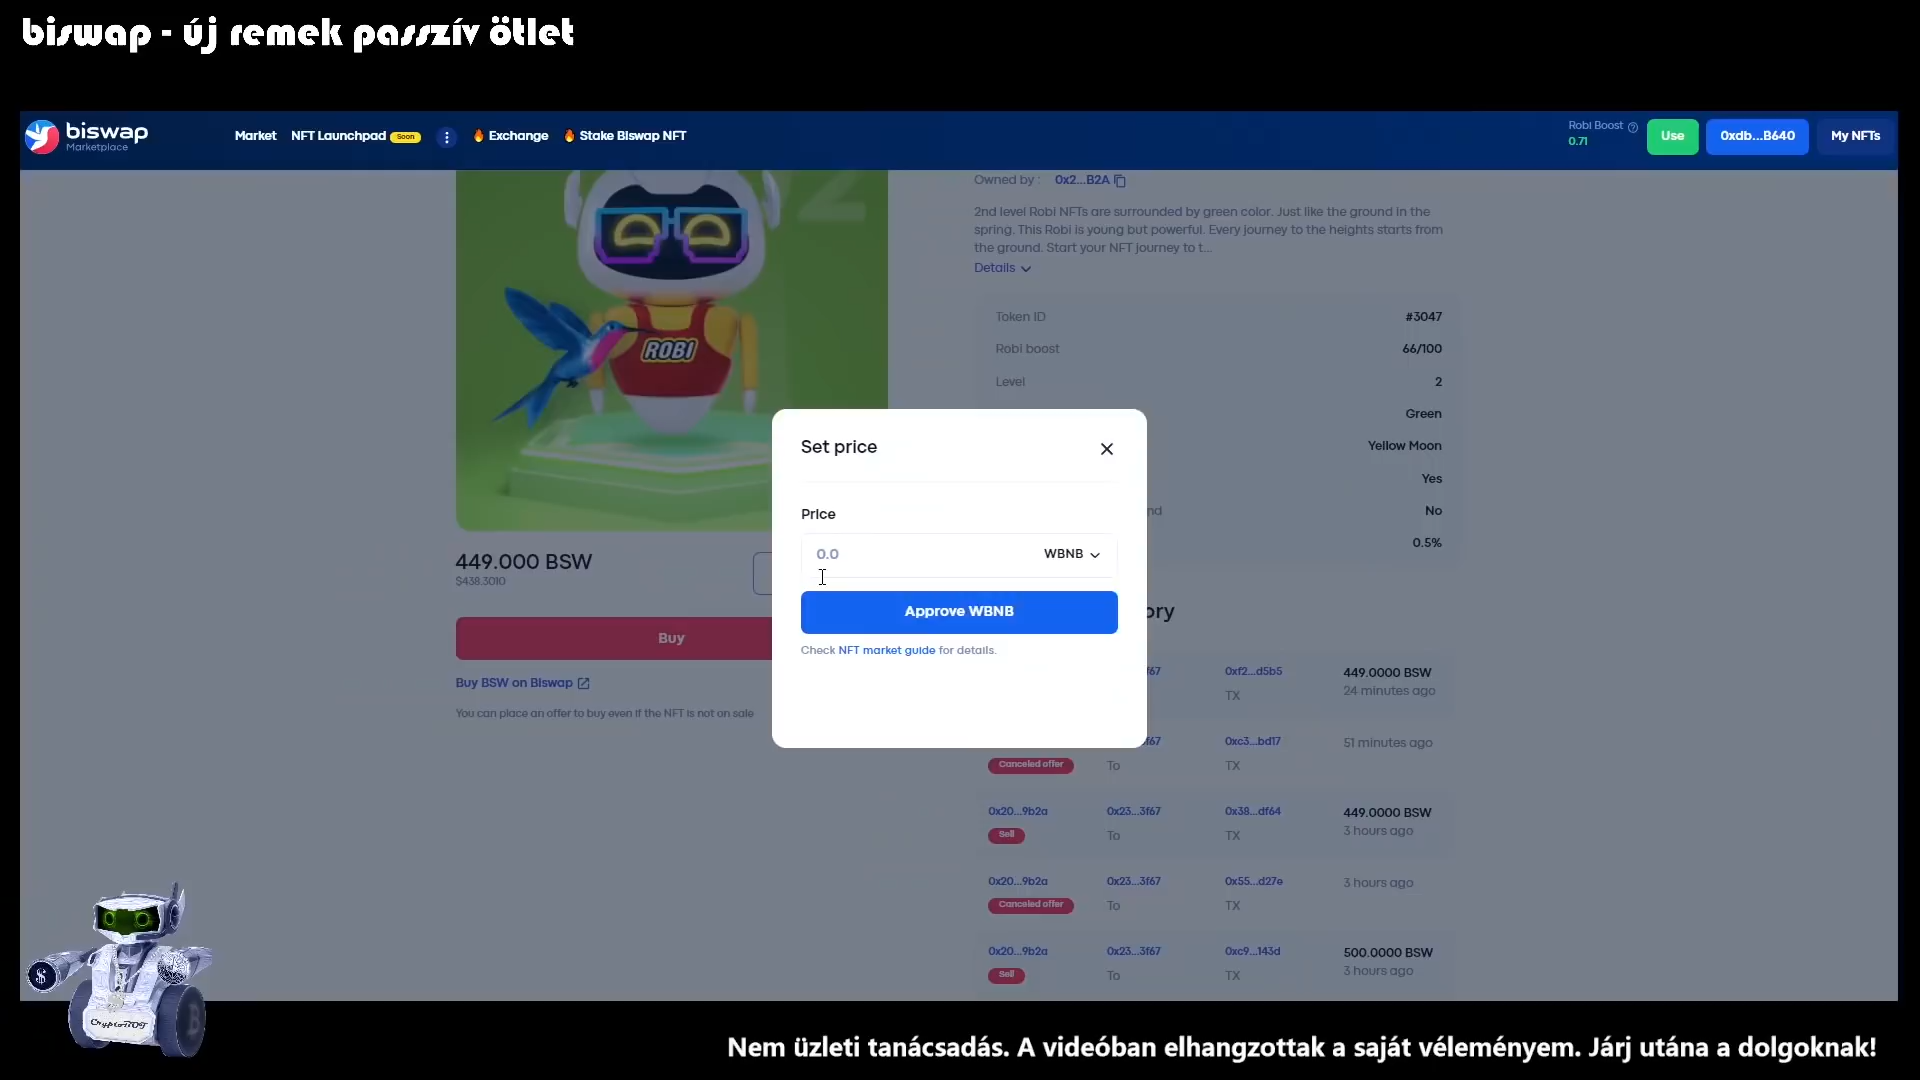 biswap - új remek passzív ötlet
biswap
Marketplace
Market
NFT Launchpad
Soon
Exchange
Stake Biswap NFT
Robi Boost
0.71
Use
0xdb...B640
My NFTs
Owned by :
0x2...B2A
2nd level Robi NFTs are surrounded by green color. Just like the ground in the
spring. This Robi is young but powerful. Every journey to the heights starts from
the ground. Start your NFT journey to t...
Details
Token ID
#3047
Robi boost
66/100
Level
2
Green
Yellow Moon
Yes
nd
No
0.5%
ROBI
449.000 BSW
$438.3010
Buy
Buy BSW on Biswap
You can place an offer to buy even if the NFT is not on sale
Set price
Price
0.0
WBNB
Approve WBNB
Check NFT market guide for details.
ory
f67
0xf2...d5b5
449.0000 BSW
TX
24 minutes ago
f67
0xc3...bd17
51 minutes ago
Canceled offer
To
TX
0x20...9b2a
0x23...3f67
0x38...df64
449.0000 BSW
Sell
To
TX
3 hours ago
0x20...9b2a
0x23...3f67
0x55...d27e
3 hours ago
Canceled offer
To
TX
0x20...9b2a
0x23...3f67
0xc9...143d
500.0000 BSW
Sell
To
TX
3 hours ago
$
CryptoBOT
Nem üzleti tanácsadás. A videóban elhangzottak a saját véleményem. Járj utána a dolgoknak!